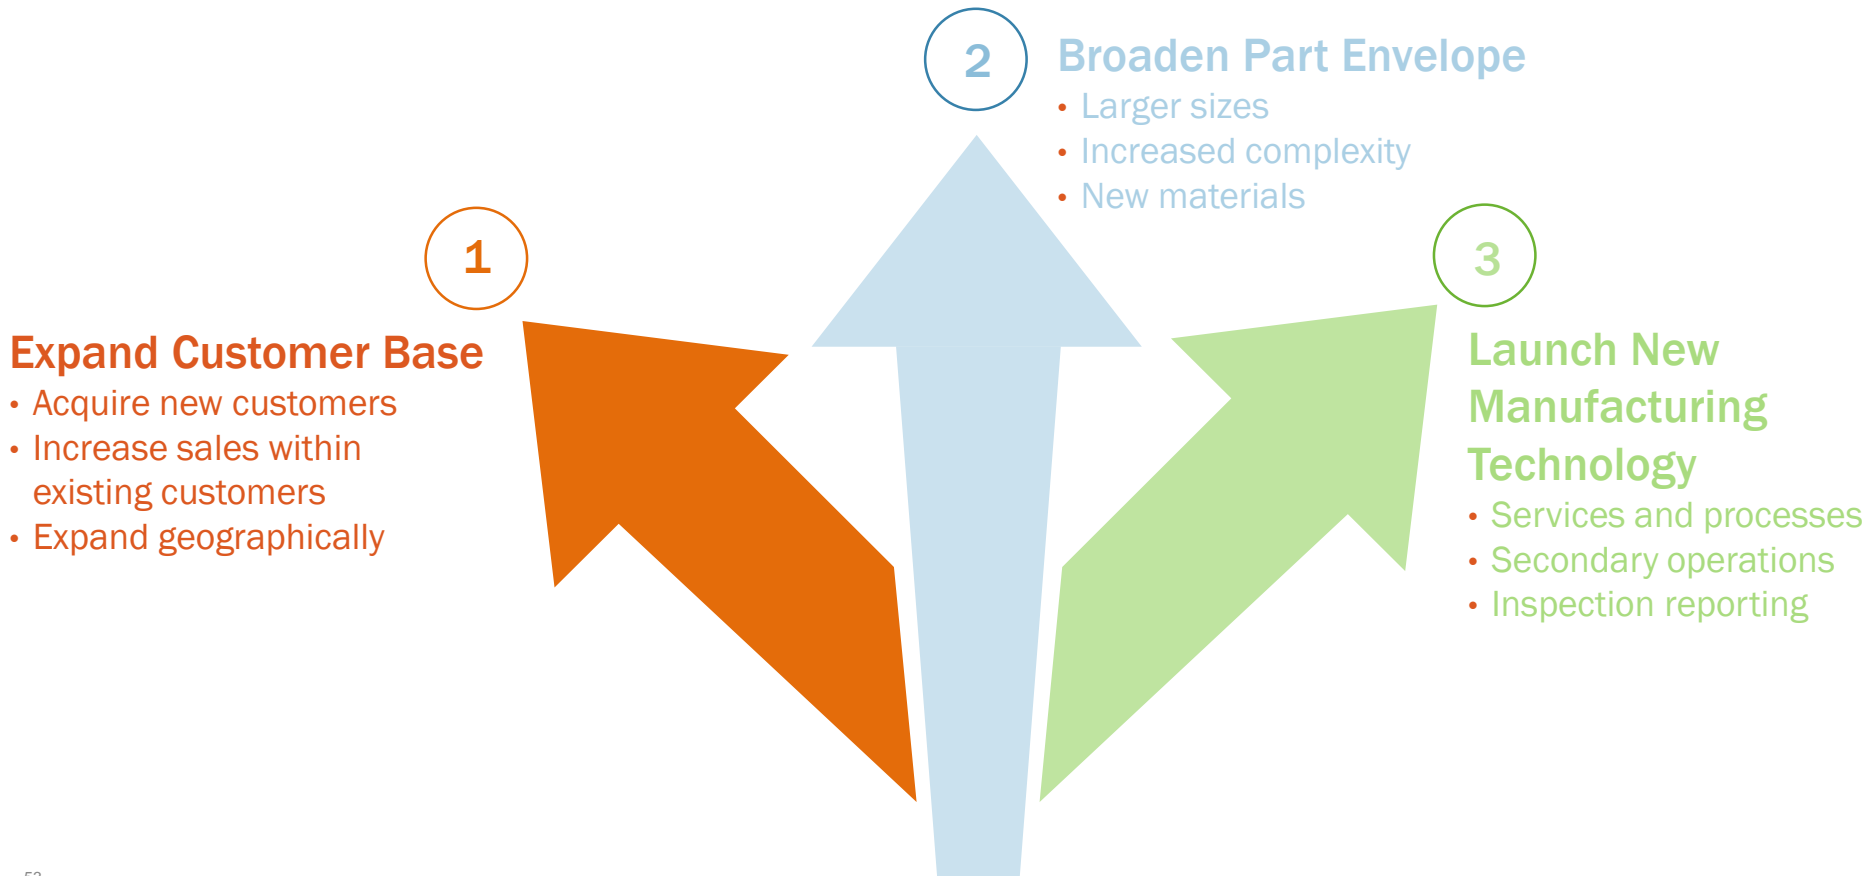 1
Expand Customer Base
• Acquire new customers
• Increase sales within
existing customers
• Expand geographically
2
Broaden Part Envelope
• Larger sizes
• Increased complexity
• New materials
3
Launch New
Manufacturing
Technology
• Services and processes
• Secondary operations
• Inspection reporting